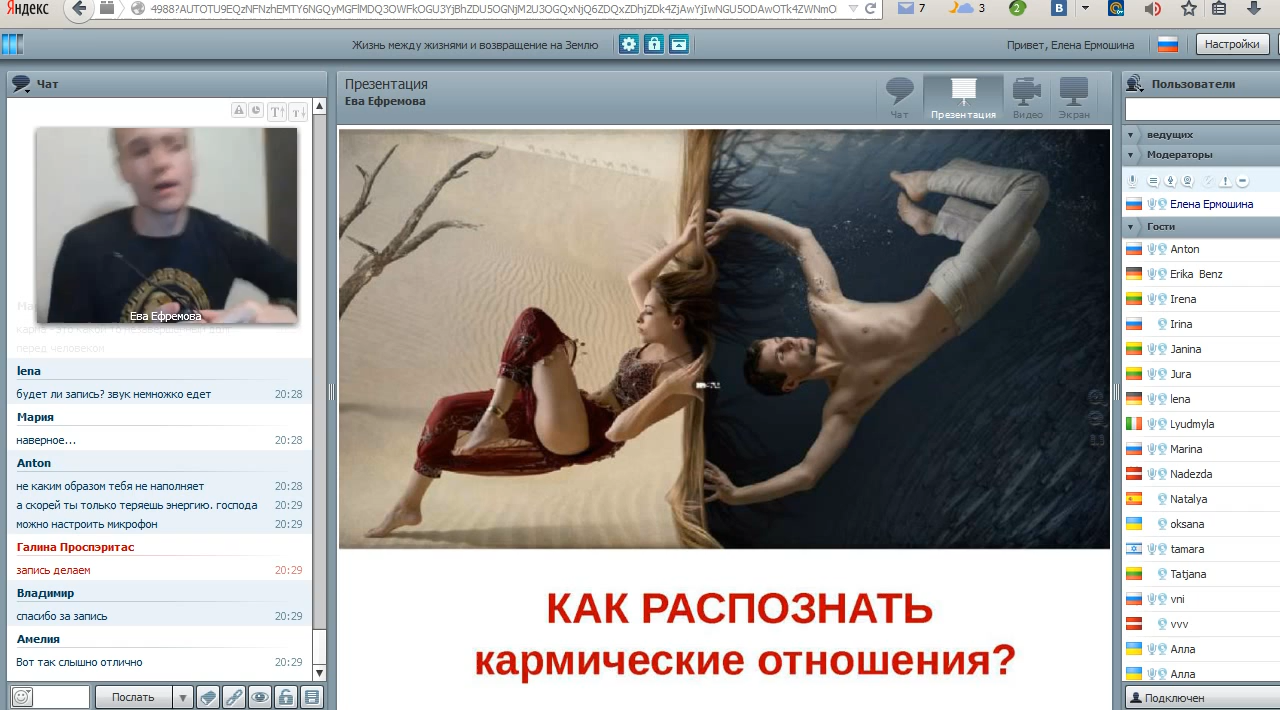 Яндекс
7
3
2
Жизнь между жизнями и возвращение на Землю
Привет, Елена Ермошина
Настройки
Чат
Ева Ефремова
перед человеком
lena
будет ли запись? звук немножко едет 20:28
Мария
наверное... 20:28
Anton
не каким образом тебя не наполняет 20:28
а скорей ты только теряешь энергию. господа 20:29
можно настроить микрофон 20:29
Галина Проспэритас
запись делаем 20:29
Владимир
спасибо за запись 20:29
Амелия
Вот так слышно отлично 20:29
Послать
Презентация
Ева Ефремова
Чат
Презентация
Видео
Экран
КАК РАСПОЗНАТЬ
кармические отношения?
Пользователи
ведущих
Модераторы
Елена Ермошина
Гости
Anton
Erika Benz
Irena
Irina
Janina
Jura
lena
Lyudmyla
Marina
Nadezda
Natalya
oksana
tamara
Tatjana
vni
vvv
Алла
Алла
Подключен